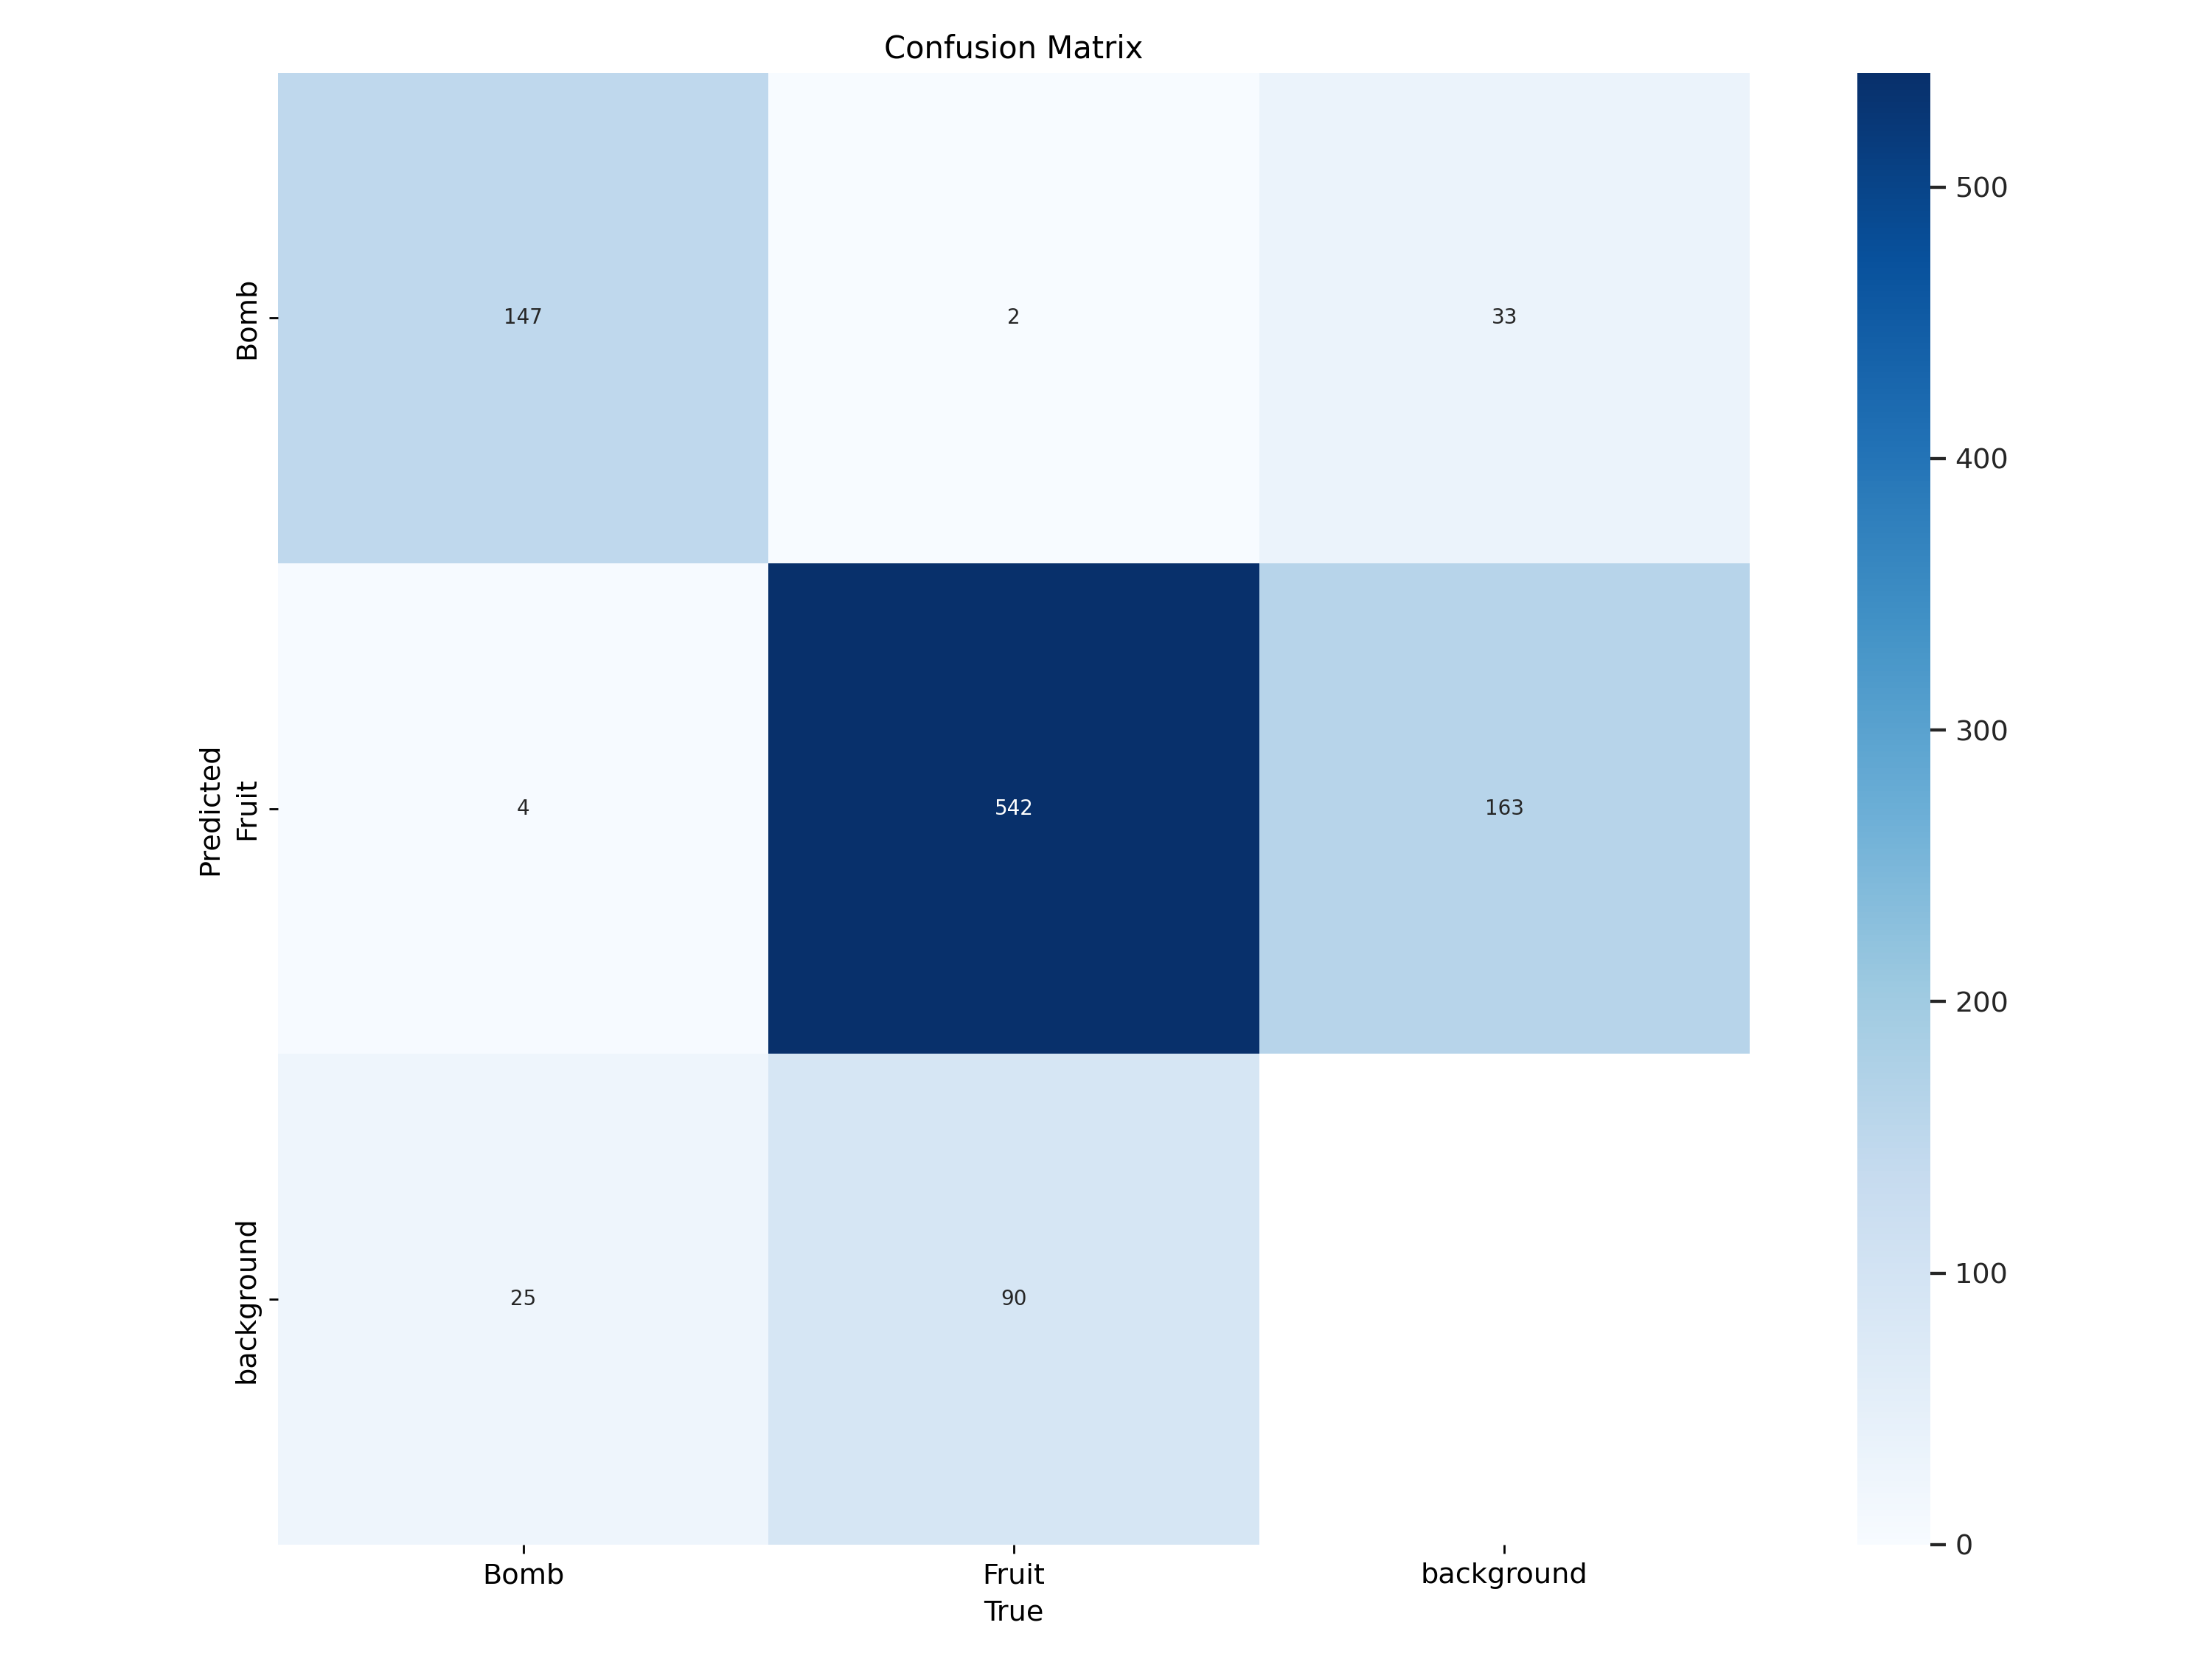 Confusion Matrix
Bomb
147
2
33
500
400
Predicted
Fruit
4
542
163
300
200
background
25
90
100
0
Bomb
Fruit
background
True